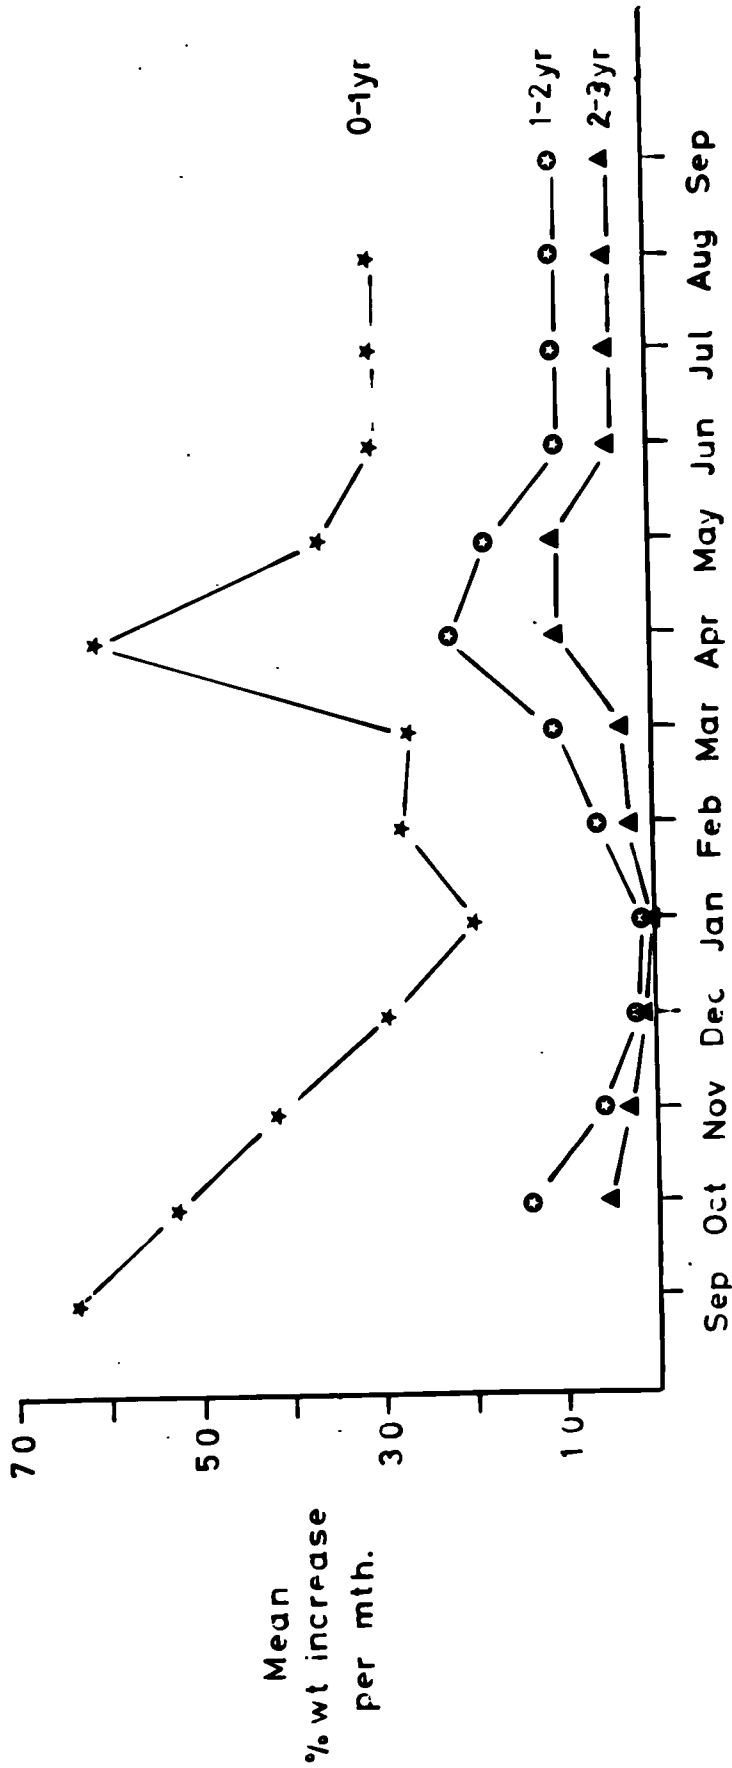 Mean
% wt increase
per mth.
70
50
30
10
0-1yr
1-2yr
2-3yr
Sep Oct Nov Dec Jan Feb Mar Apr May Jun Jul Aug Sep